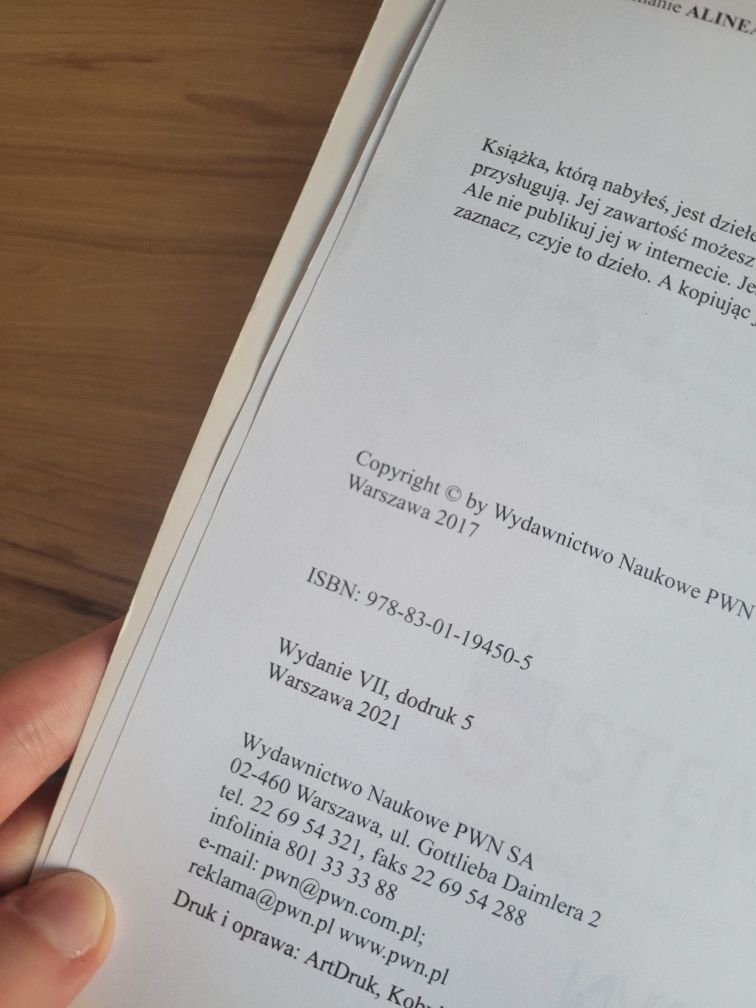 ALINEA
Książka, którą nabyłeś, jest
przysługują. Jej zawartość możesz
Ale nie publikuj jej w internecie.
zaznacz, czyje to dzieło. A kopiując
Copyright © by Wydawnictwo Naukowe PWN
Warszawa 2017
ISBN: 978-83-01-19450-5
Wydanie VII, dodruk 5
Warszawa 2021
Wydawnictwo Naukowe PWN SA
02-460 Warszawa, ul. Gottlieba Daimlera 2
tel. 22 69 54 321, faks 22 69 54 288
infolinia 801 33 33 88
e-mail: pwn@pwn.com.pl;
reklama@pwn.pl www.pwn.pl
Druk i oprawa: ArtDruk,